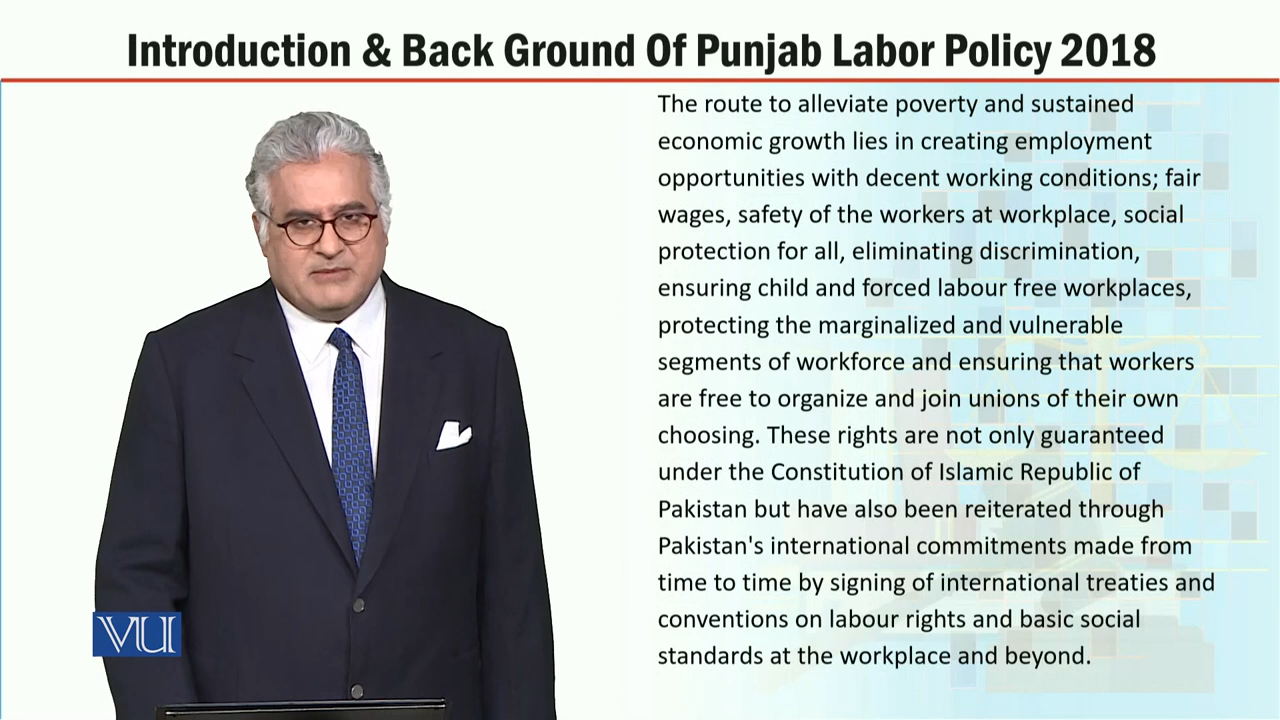 Introduction & Back Ground Of Punjab Labor Policy 2018
The route to alleviate poverty and sustained
economic growth lies in creating employment
opportunities with decent working conditions; fair
wages, safety of the workers at workplace, social
protection for all, eliminating discrimination,
ensuring child and forced labour free workplaces,
protecting the marginalized and vulnerable
segments of workforce and ensuring that workers
are free to organize and join unions of their own
choosing. These rights are not only guaranteed
under the Constitution of Islamic Republic of
Pakistan but have also been reiterated through
Pakistan's international commitments made from
time to time by signing of international treaties and
conventions on labour rights and basic social
standards at the workplace and beyond.
VU